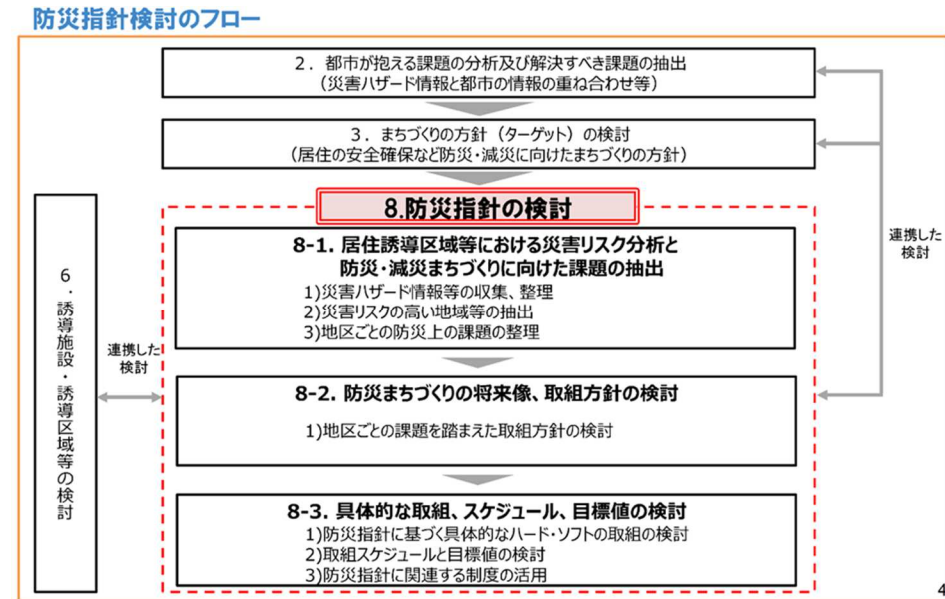 防災指針検討のフロー
２．都市が抱える課題の分析及び解決すべき課題の抽出
（災害ハザード情報と都市の情報の重ね合わせ等）
３．まちづくりの方針（ターゲット）の検討
（居住の安全確保など防災・減災に向けたまちづくりの方針）
8.防災指針の検討
8-1. 居住誘導区域等における災害リスク分析と
防災・減災まちづくりに向けた課題の抽出
1)災害ハザード情報等の収集、整理
2)災害リスクの高い地域等の抽出
3)地区ごとの防災上の課題の整理
連携した
検討
６．誘導施設・誘導区域等の検討
連携した
検討
8-2. 防災まちづくりの将来像、取組方針の検討
1)地区ごとの課題を踏まえた取組方針の検討
8-3. 具体的な取組、スケジュール、目標値の検討
1)防災指針に基づく具体的なハード・ソフトの取組の検討
2)取組スケジュールと目標値の検討
3)防災指針に関連する制度の活用
4